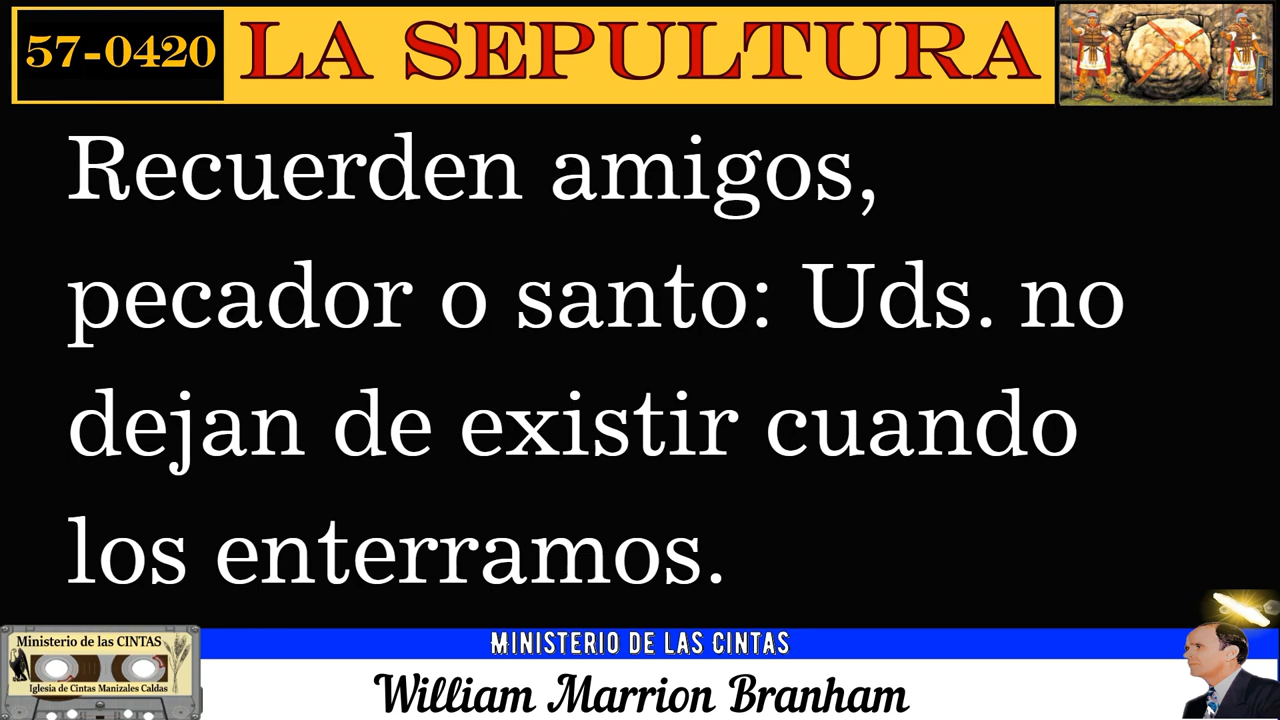 57-0420 LA SEPULTURA
Recuerden amigos,
pecador o santo: Uds. no
dejan de existir cuando
los enterramos.
Ministerio de las CINTAS
Iglesia de Cintas Manizales Caldas
MINISTERIO DE LAS CINTAS
William Marrion Branham